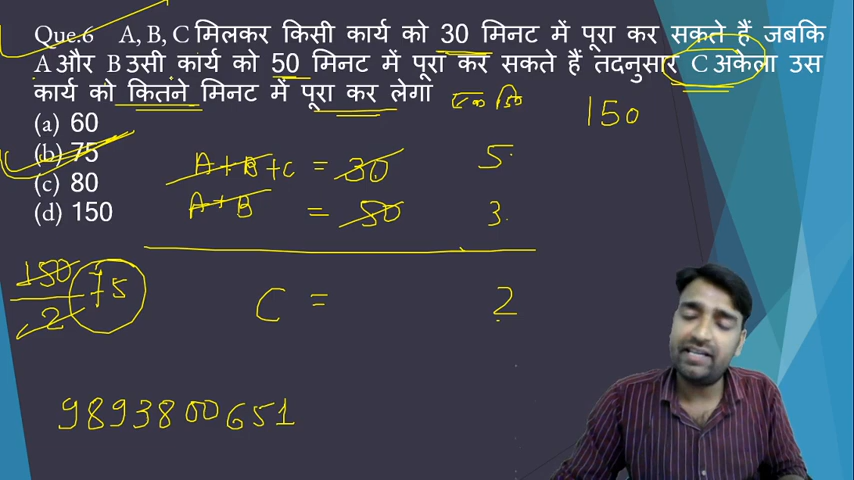 Que.6 A, B, C मिलकर किसी कार्य को 30 मिनट में पूरा कर सकते हैं जबकि
A और B उसी कार्य को 50 मिनट में पूरा कर सकते हैं तदनुसार C अकेला उस
कार्य को कितने मिनट में पूरा कर लेगा
150
(a) 60
(b) 75
(c) 80
(d) 150
A+B+C = 30 5
A+B = 50 3
C = 2
150/2 75
9893800651